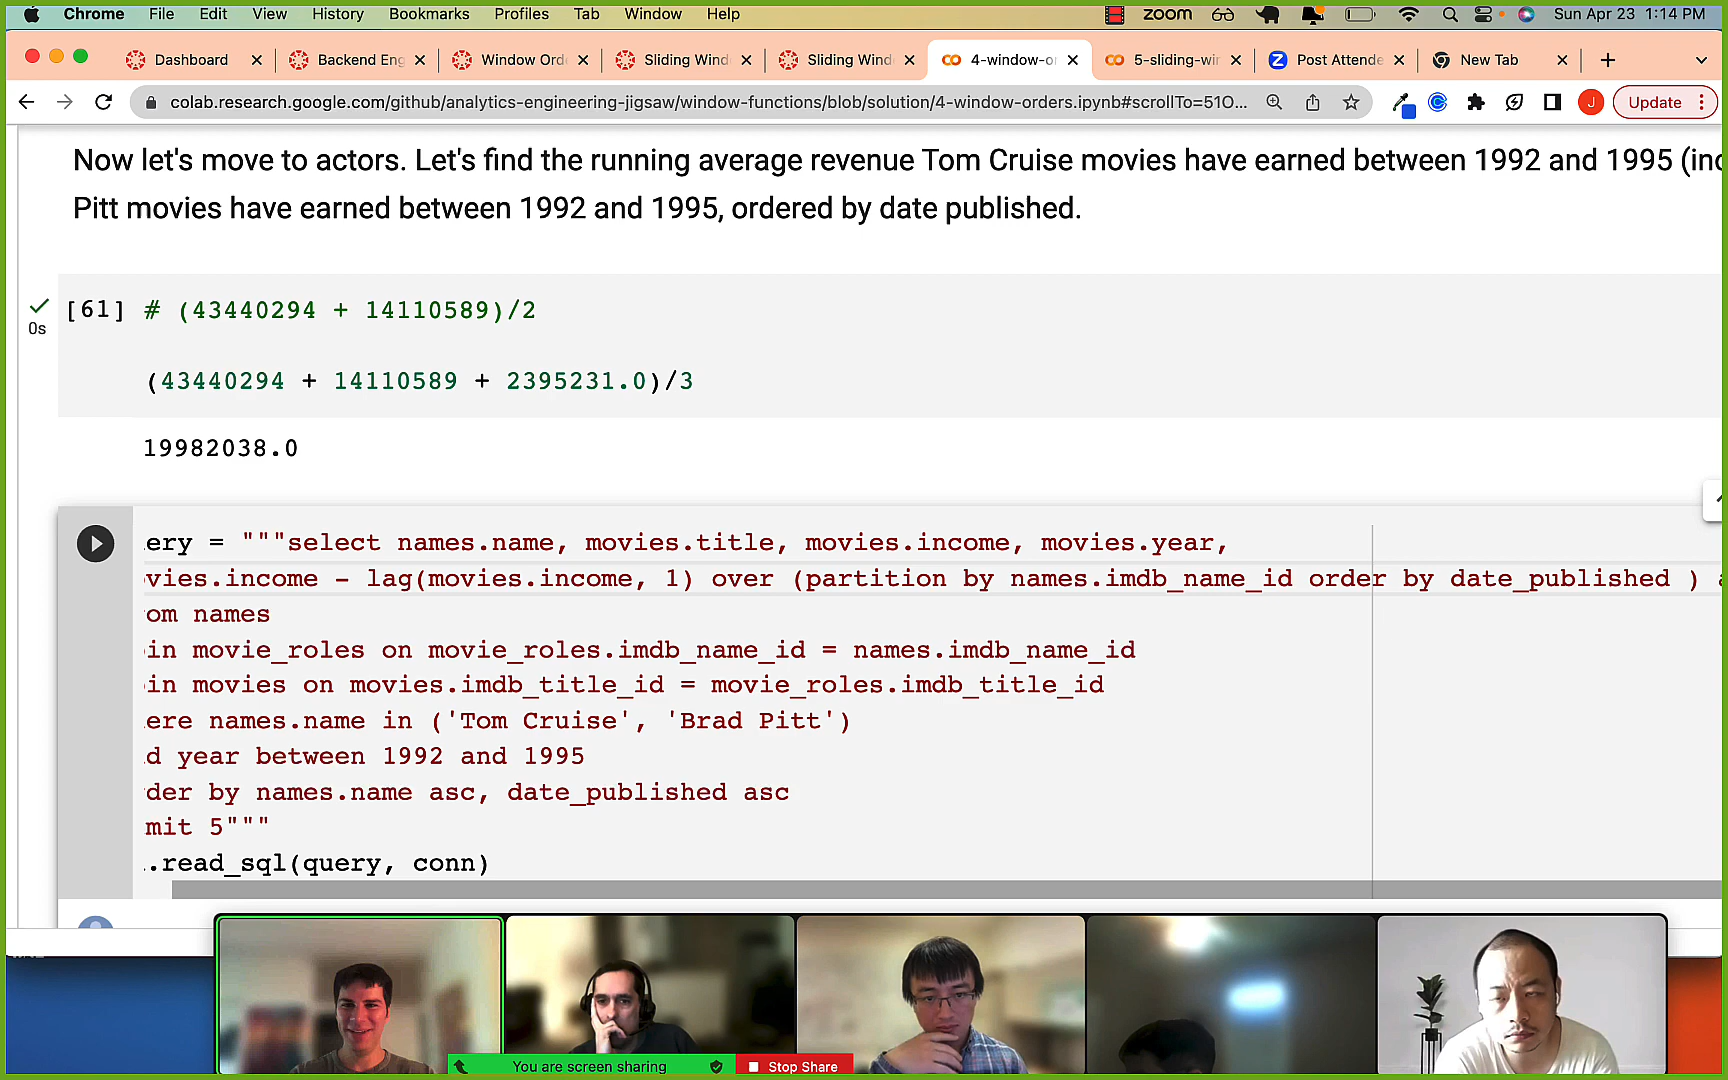 Chrome File Edit View History Bookmarks Profiles Tab Window Help zoom Sun Apr 23 1:14 PM
Dashboard Backend Eng Window Ord Sliding Wind Sliding Wind 4-window-or 5-sliding-wir Post Attende New Tab
colab.research.google.com/github/analytics-engineering-jigsaw/window-functions/blob/solution/4-window-orders.ipynb#scrollTo=51O... J Update
Now let's move to actors. Let's find the running average revenue Tom Cruise movies have earned between 1992 and 1995 (inc
Pitt movies have earned between 1992 and 1995, ordered by date published.
[61] # (43440294 + 14110589)/2
0s
(43440294 + 14110589 + 2395231.0)/3
19982038.0
ery = """select names.name, movies.title, movies.income, movies.year,
vies.income - lag(movies.income, 1) over (partition by names.imdb_name_id order by date_published ) a
om names
in movie_roles on movie_roles.imdb_name_id = names.imdb_name_id
in movies on movies.imdb_title_id = movie_roles.imdb_title_id
ere names.name in ('Tom Cruise', 'Brad Pitt')
d year between 1992 and 1995
der by names.name asc, date_published asc
mit 5"""
.read_sql(query, conn)
You are screen sharing Stop Share